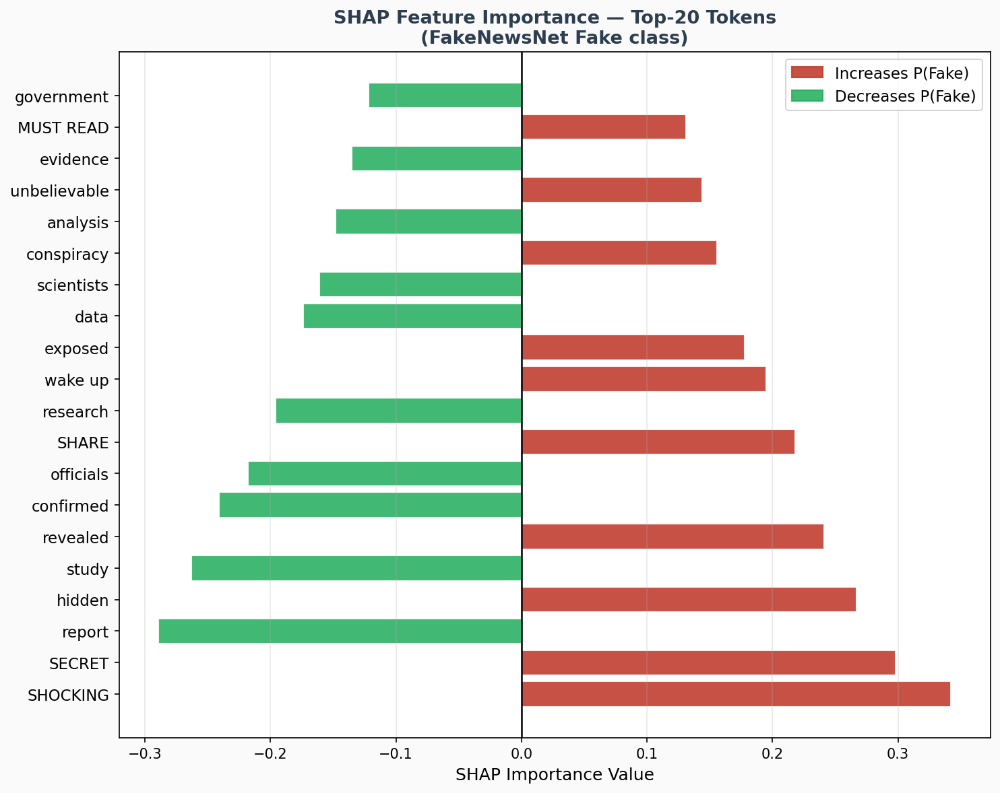 SHAP Feature Importance — Top-20 Tokens
(FakeNewsNet Fake class)
Increases P(Fake)
Decreases P(Fake)
government
MUST READ
evidence
unbelievable
analysis
conspiracy
scientists
data
exposed
wake up
research
SHARE
officials
confirmed
revealed
study
hidden
report
SECRET
SHOCKING
−0.3 −0.2 −0.1 0.0 0.1 0.2 0.3
SHAP Importance Value